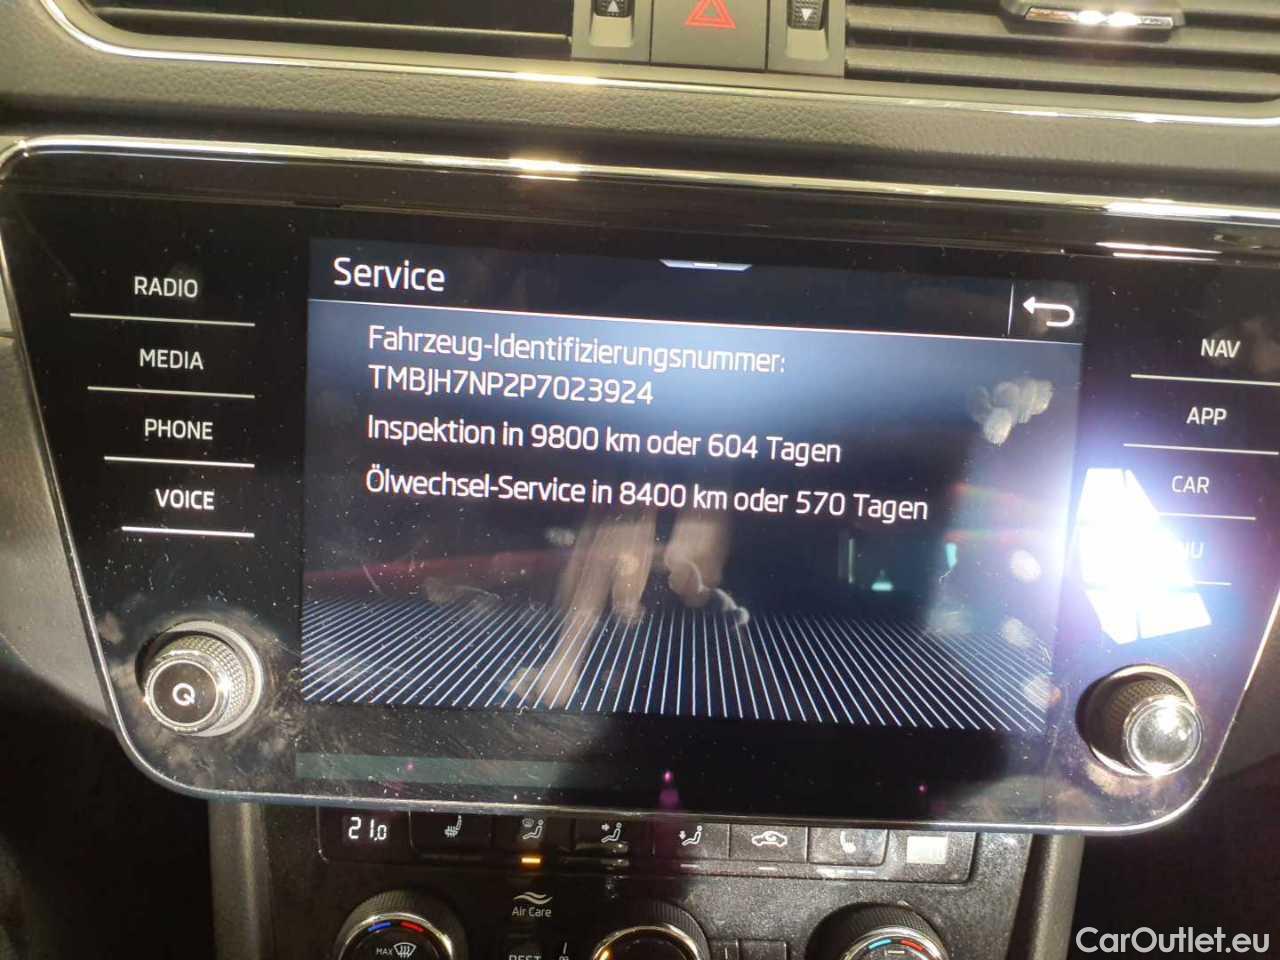 Service
RADIO
MEDIA
PHONE
VOICE
Fahrzeug-Identifizierungsnummer:
TMBJH7NP2P7023924
Inspektion in 9800 km oder 604 Tagen
Ölwechsel-Service in 8400 km oder 570 Tagen
NAV
APP
CAR
21,0
Air Care
MAX
CarOutlet.eu